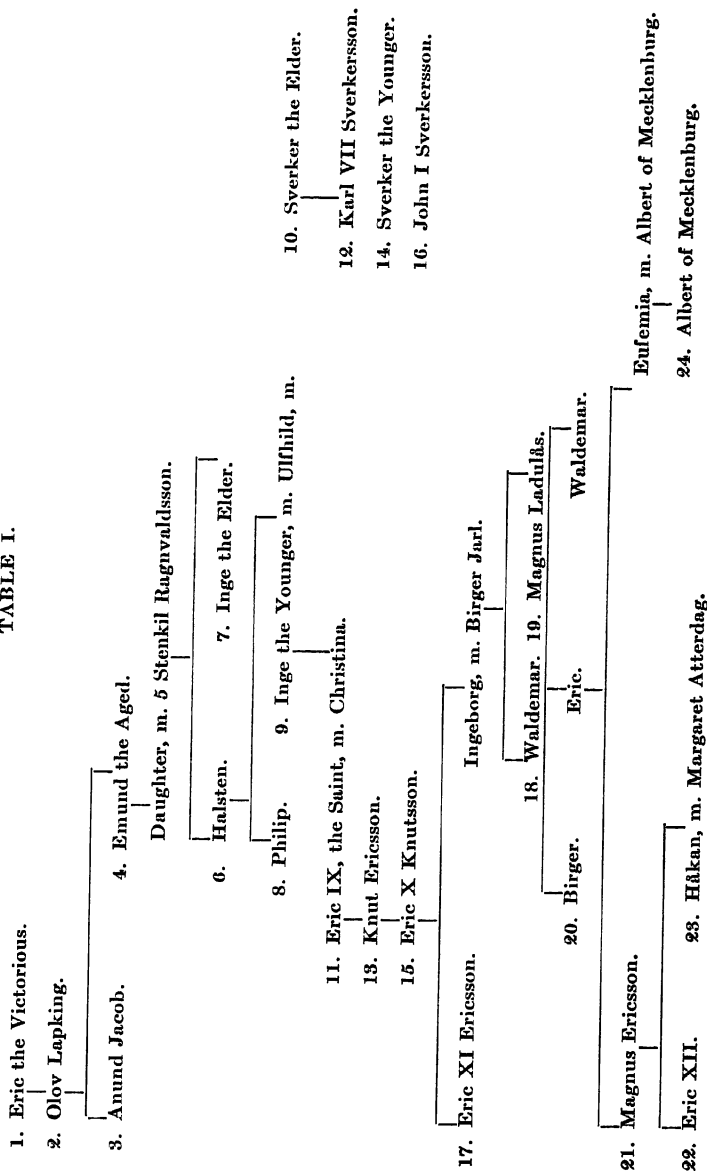 TABLE I.
1. Eric the Victorious.
2. Olov Lapking.
3. Anund Jacob. 4. Emund the Aged.
Daughter, m. 5 Stenkil Ragnvaldsson.
6. Halsten. 7. Inge the Elder.
8. Philip. 9. Inge the Younger, m. Ulfhild, m. 10. Sverker the Elder.
11. Eric IX, the Saint, m. Christina. 12. Karl VII Sverkersson.
13. Knut Ericsson. 14. Sverker the Younger.
15. Eric X Knutsson. 16. John I Sverkersson.
17. Eric XI Ericsson. Ingeborg, m. Birger Jarl.
18. Waldemar. 19. Magnus Ladulås.
20. Birger. Eric. Waldemar.
21. Magnus Ericsson. Eufemia, m. Albert of Mecklenburg.
22. Eric XII. 23. Håkan, m. Margaret Atterdag. 24. Albert of Mecklenburg.